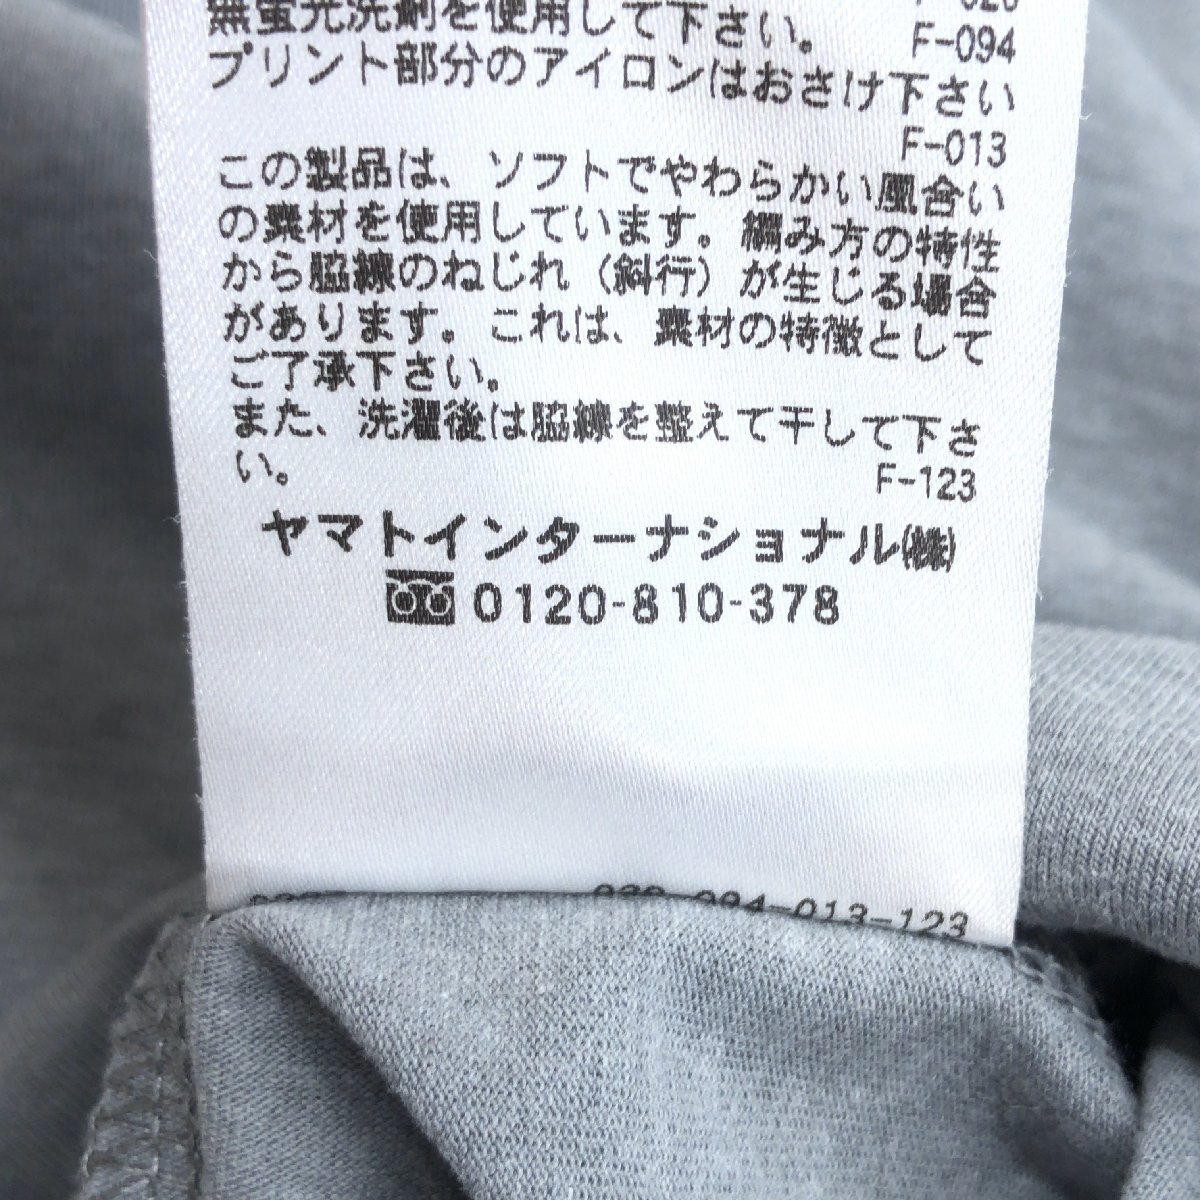 無蛍光洗剤を使用して下さい。
F-094
プリント部分のアイロンはおさけ下さい
F-013
この製品は、ソフトでやわらかい風合い
の素材を使用しています。編み方の特性
から脇線のねじれ（斜行）が生じる場合
があります。これは、素材の特徴として
ご了承下さい。
また、洗濯後は脇線を整えて干して下さ
い。
F-123
ヤマトインターナショナル(株)
0120-810-378
094-013-123